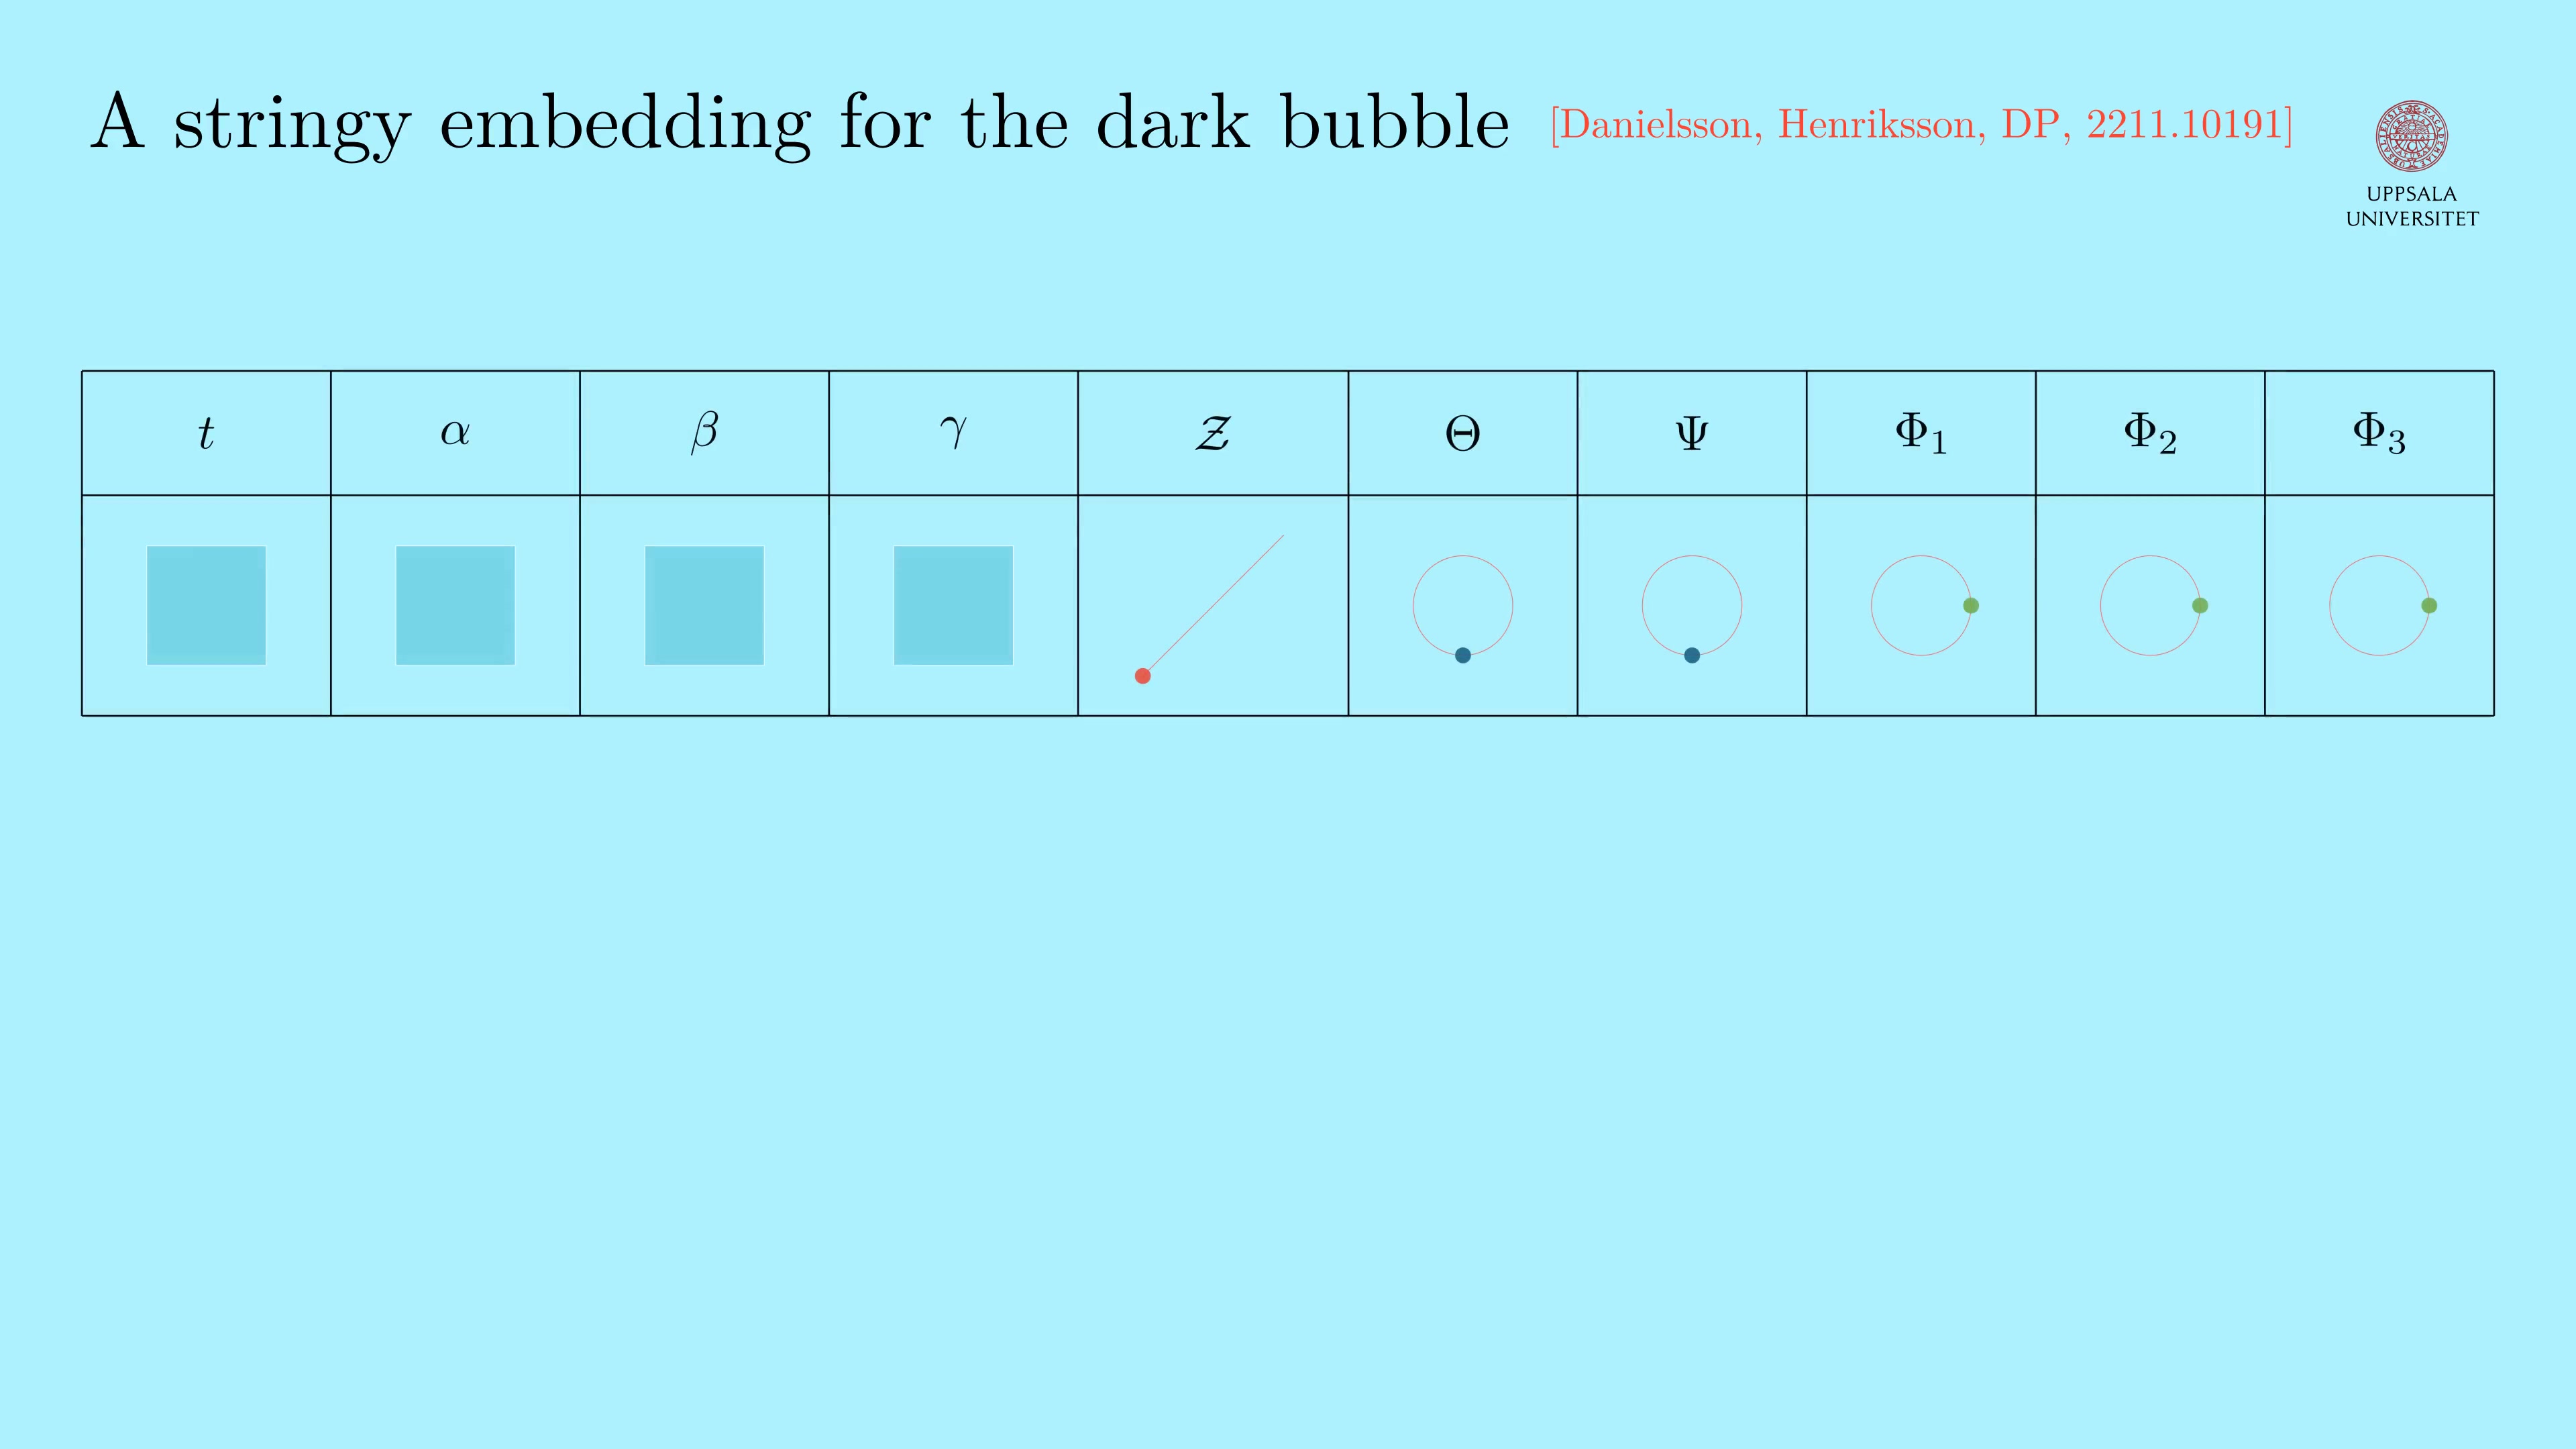 A stringy embedding for the dark bubble [Danielsson, Henriksson, DP, 2211.10191]
UPPSALA
UNIVERSITET
t α β γ Z Θ Ψ Φ₁ Φ₂ Φ₃